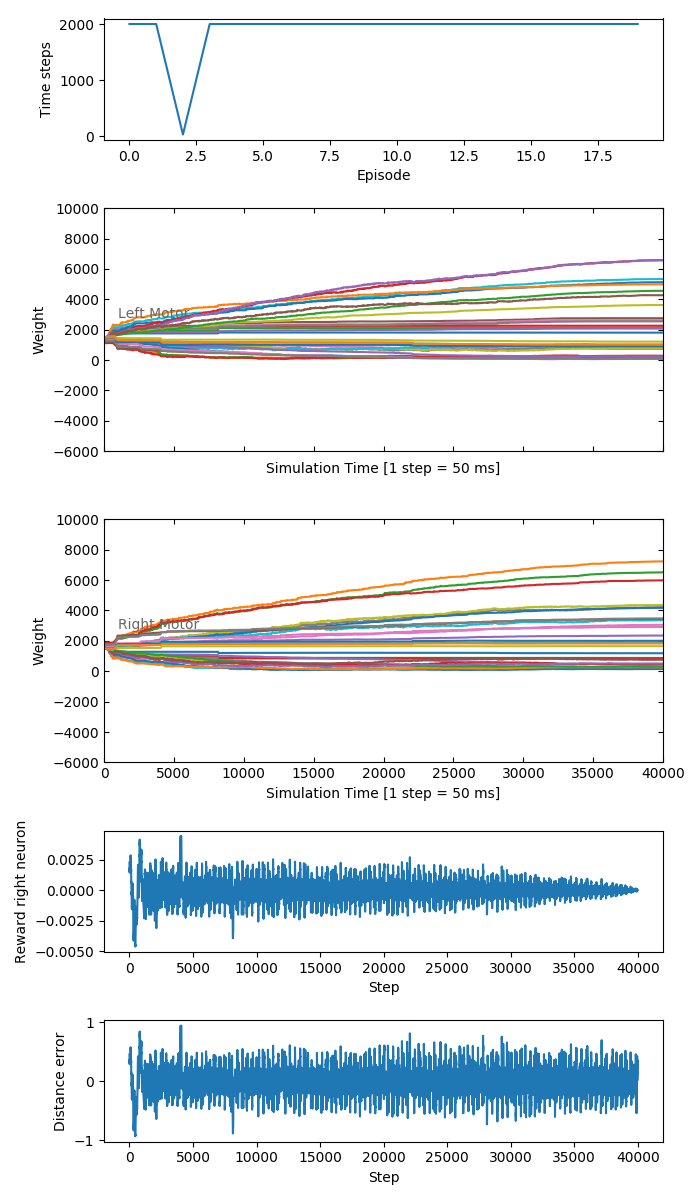 2000
1000
0
Time steps
0.0 2.5 5.0 7.5 10.0 12.5 15.0 17.5
Episode
10000
8000
6000
4000
2000
0
−2000
−4000
−6000
Weight
Left Motor
Simulation Time [1 step = 50 ms]
10000
8000
6000
4000
2000
0
−2000
−4000
−6000
Weight
Right Motor
0 5000 10000 15000 20000 25000 30000 35000 40000
Simulation Time [1 step = 50 ms]
0.0025
0.0000
−0.0025
−0.0050
Reward right neuron
0 5000 10000 15000 20000 25000 30000 35000 40000
Step
1
0
−1
Distance error
0 5000 10000 15000 20000 25000 30000 35000 40000
Step